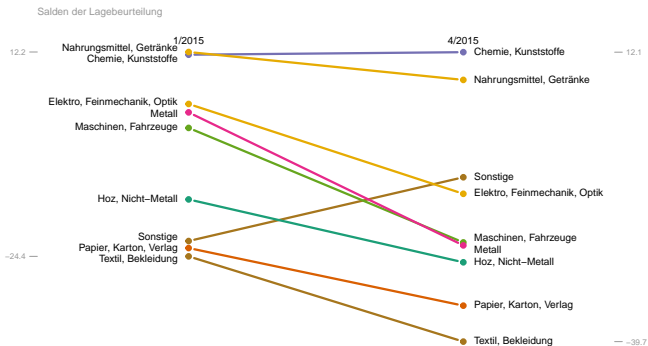 Salden der Lagebeurteilung
1/2015
4/2015
12.2
Nahrungsmittel, Getränke
Chemie, Kunststoffe
Chemie, Kunststoffe
12.1
Nahrungsmittel, Getränke
Elektro, Feinmechanik, Optik
Metall
Maschinen, Fahrzeuge
Sonstige
Elektro, Feinmechanik, Optik
Hoz, Nicht–Metall
Sonstige
Papier, Karton, Verlag
Textil, Bekleidung
−24.4
Maschinen, Fahrzeuge
Metall
Hoz, Nicht–Metall
Papier, Karton, Verlag
Textil, Bekleidung
−39.7